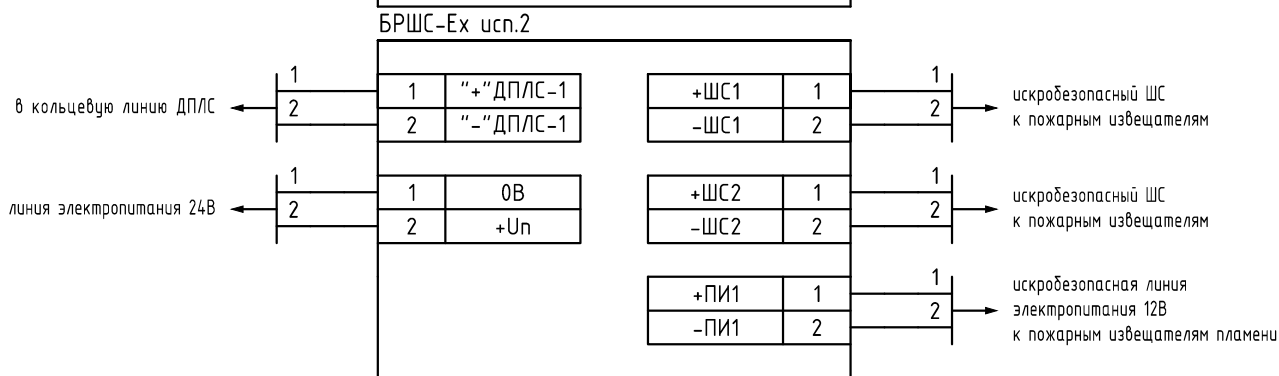 БРШС-Ex исп.2
в кольцевую линию ДПЛС
1
2
1 "+"ДПЛС-1
2 "-"ДПЛС-1
+ШС1 1
-ШС1 2
1
2
искробезопасный ШС
к пожарным извещателям
линия электропитания 24В
1
2
1 0В
2 +Uп
+ШС2 1
-ШС2 2
1
2
искробезопасный ШС
к пожарным извещателям
+ПИ1 1
-ПИ1 2
1
2
искробезопасная линия
электропитания 12В
к пожарным извещателям пламени